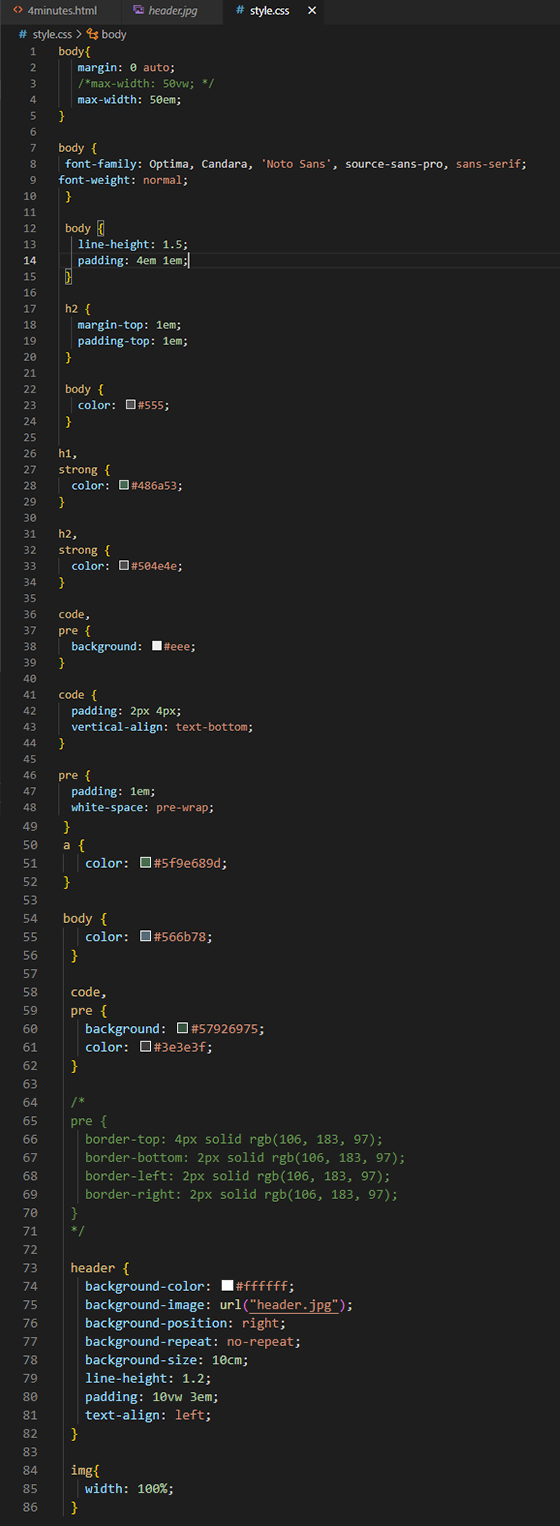 4minutes.html header.jpg # style.css ×
# style.css > body
1 body{
2 margin: 0 auto;
3 /*max-width: 50vw; */
4 max-width: 50em;
5 }
6
7 body {
8 font-family: Optima, Candara, 'Noto Sans', source-sans-pro, sans-serif;
9 font-weight: normal;
10 }
11
12 body {
13 line-height: 1.5;
14 padding: 4em 1em;
15 }
16
17 h2 {
18 margin-top: 1em;
19 padding-top: 1em;
20 }
21
22 body {
23 color: #555;
24 }
25
26 h1,
27 strong {
28 color: #486a53;
29 }
30
31 h2,
32 strong {
33 color: #504e4e;
34 }
35
36 code,
37 pre {
38 background: #eee;
39 }
40
41 code {
42 padding: 2px 4px;
43 vertical-align: text-bottom;
44 }
45
46 pre {
47 padding: 1em;
48 white-space: pre-wrap;
49 }
50 a {
51 color: #5f9e689d;
52 }
53
54 body {
55 color: #566b78;
56 }
57
58 code,
59 pre {
60 background: #57926975;
61 color: #3e3e3f;
62 }
63
64 /*
65 pre {
66 border-top: 4px solid rgb(106, 183, 97);
67 border-bottom: 2px solid rgb(106, 183, 97);
68 border-left: 2px solid rgb(106, 183, 97);
69 border-right: 2px solid rgb(106, 183, 97);
70 }
71 */
72
73 header {
74 background-color: #ffffff;
75 background-image: url("header.jpg");
76 background-position: right;
77 background-repeat: no-repeat;
78 background-size: 10cm;
79 line-height: 1.2;
80 padding: 10vw 3em;
81 text-align: left;
82 }
83
84 img{
85 width: 100%;
86 }